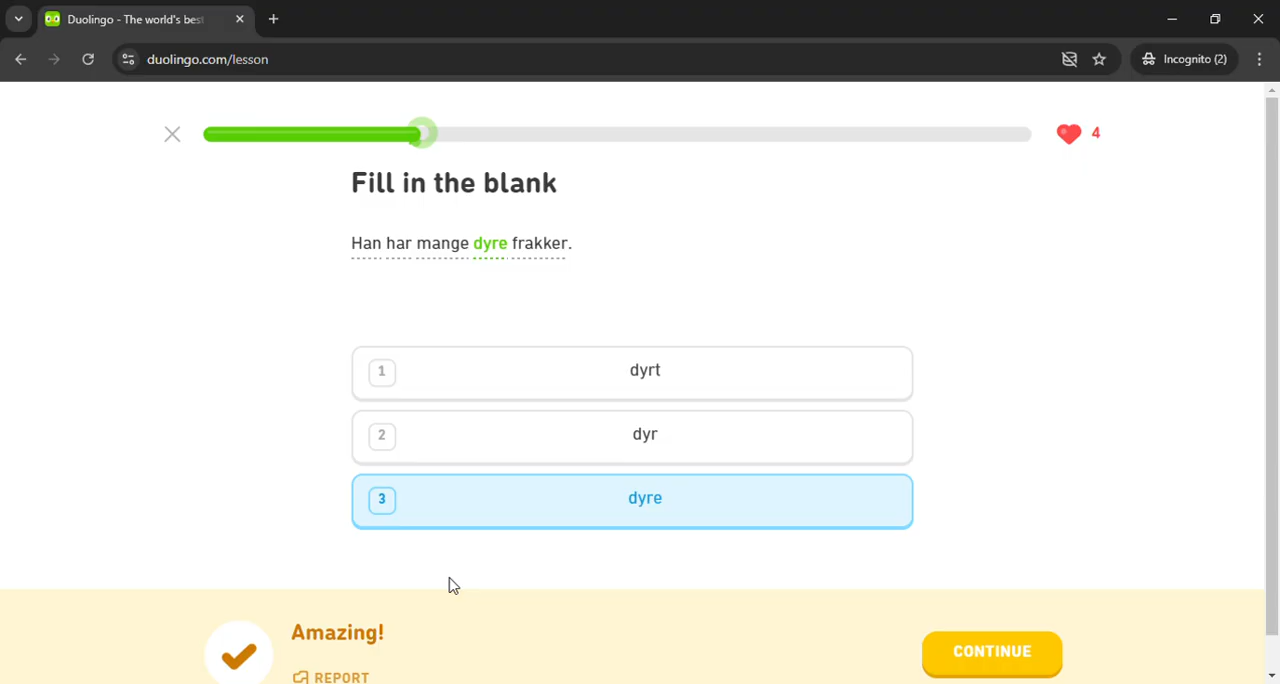 Duolingo - The world's best
duolingo.com/lesson
Incognito (2)
4
Fill in the blank
Han har mange dyre frakker.
1 dyrt
2 dyr
3 dyre
Amazing!
REPORT
CONTINUE